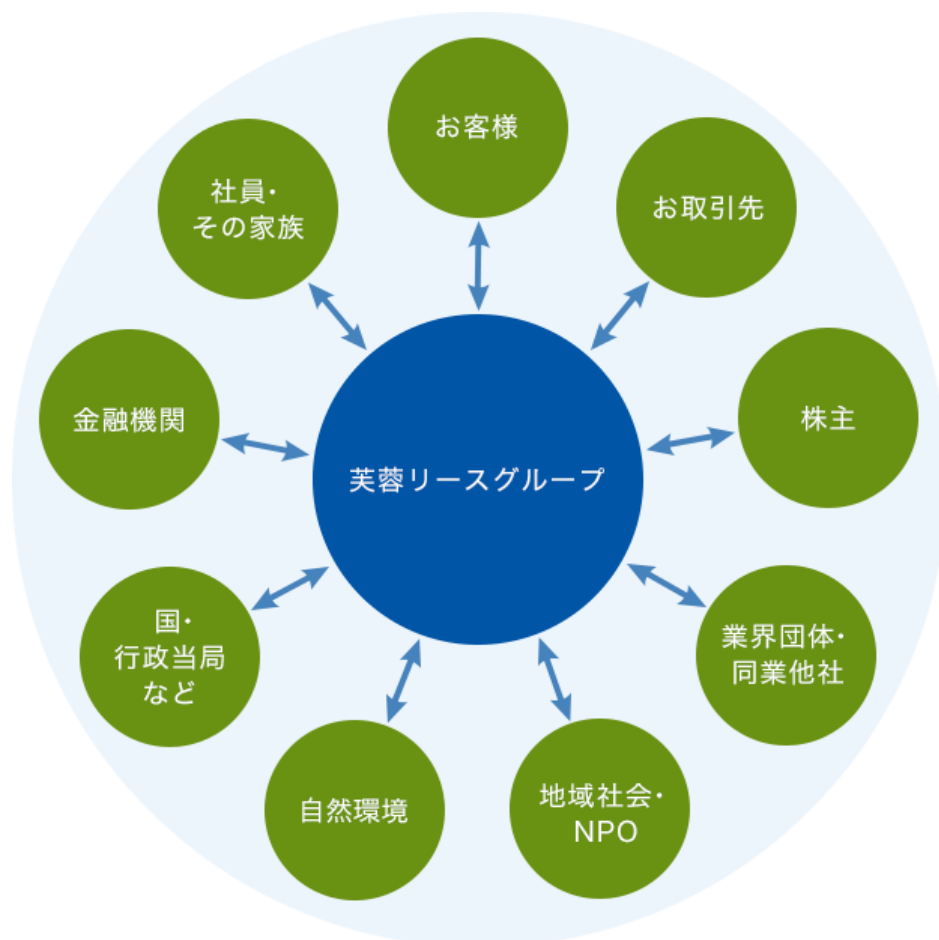 お客様
お取引先
株主
業界団体・
同業他社
地域社会・
NPO
自然環境
国・
行政当局
など
金融機関
社員・
その家族
芙蓉リースグループ